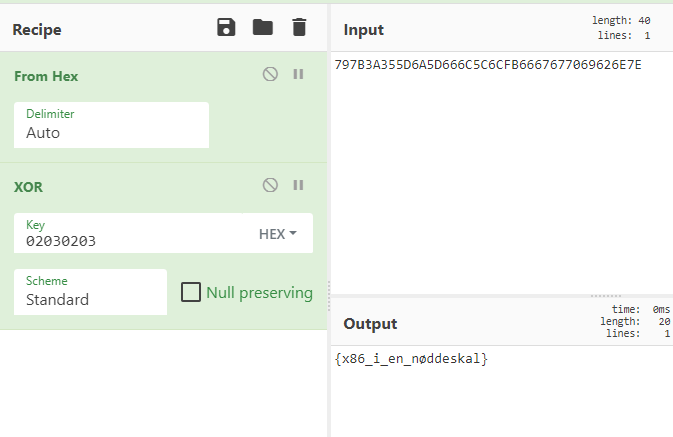 Recipe
From Hex
Delimiter
Auto
XOR
Key
02030203
HEX
Scheme
Standard
Null preserving
Input
length: 40
lines: 1
797B3A355D6A5D666C5C6CFB6667677069626E7E
Output
time: 0ms
length: 20
lines: 1
{x86_i_en_nøddeskal}